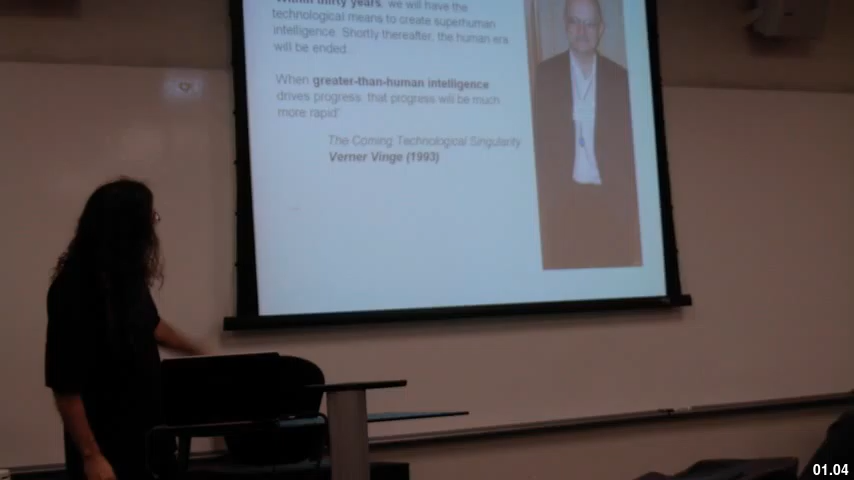 Within thirty years, we will have the
technological means to create superhuman
intelligence. Shortly thereafter, the human era
will be ended.
When greater-than-human intelligence
drives progress, that progress will be much
more rapid"
The Coming Technological Singularity
Verner Vinge (1993)
01.04